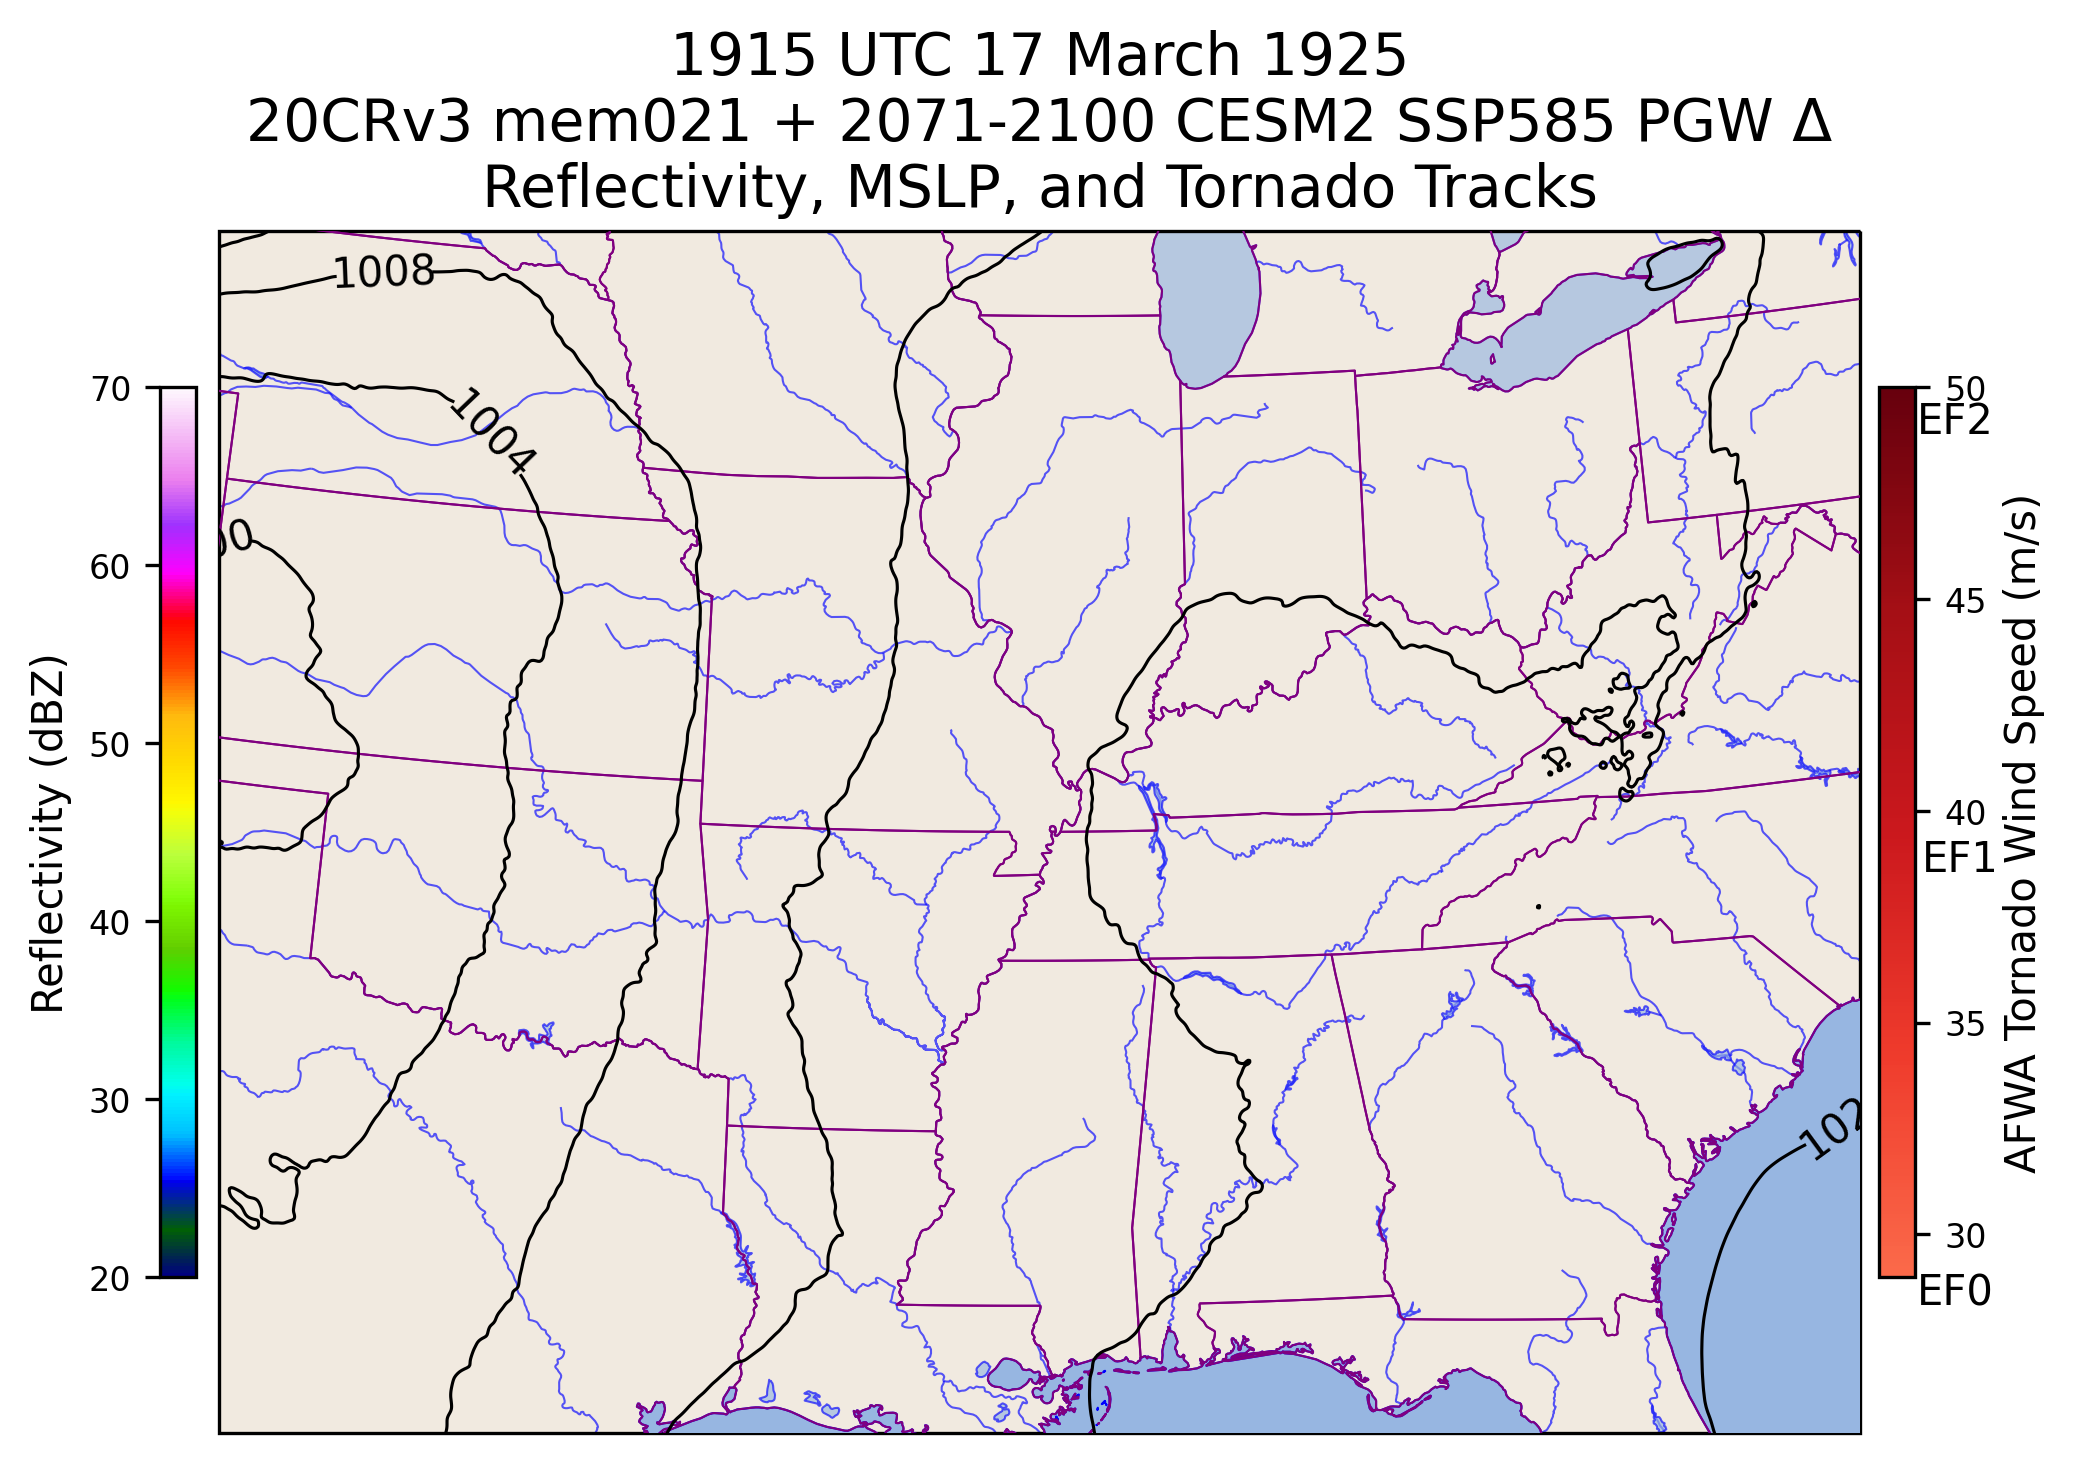 1915 UTC 17 March 1925
20CRv3 mem021 + 2071-2100 CESM2 SSP585 PGW Δ
Reflectivity, MSLP, and Tornado Tracks
1008
1004
00
102
Reflectivity (dBZ)
70
60
50
40
30
20
50
EF2
45
40
EF1
35
30
EF0
AFWA Tornado Wind Speed (m/s)